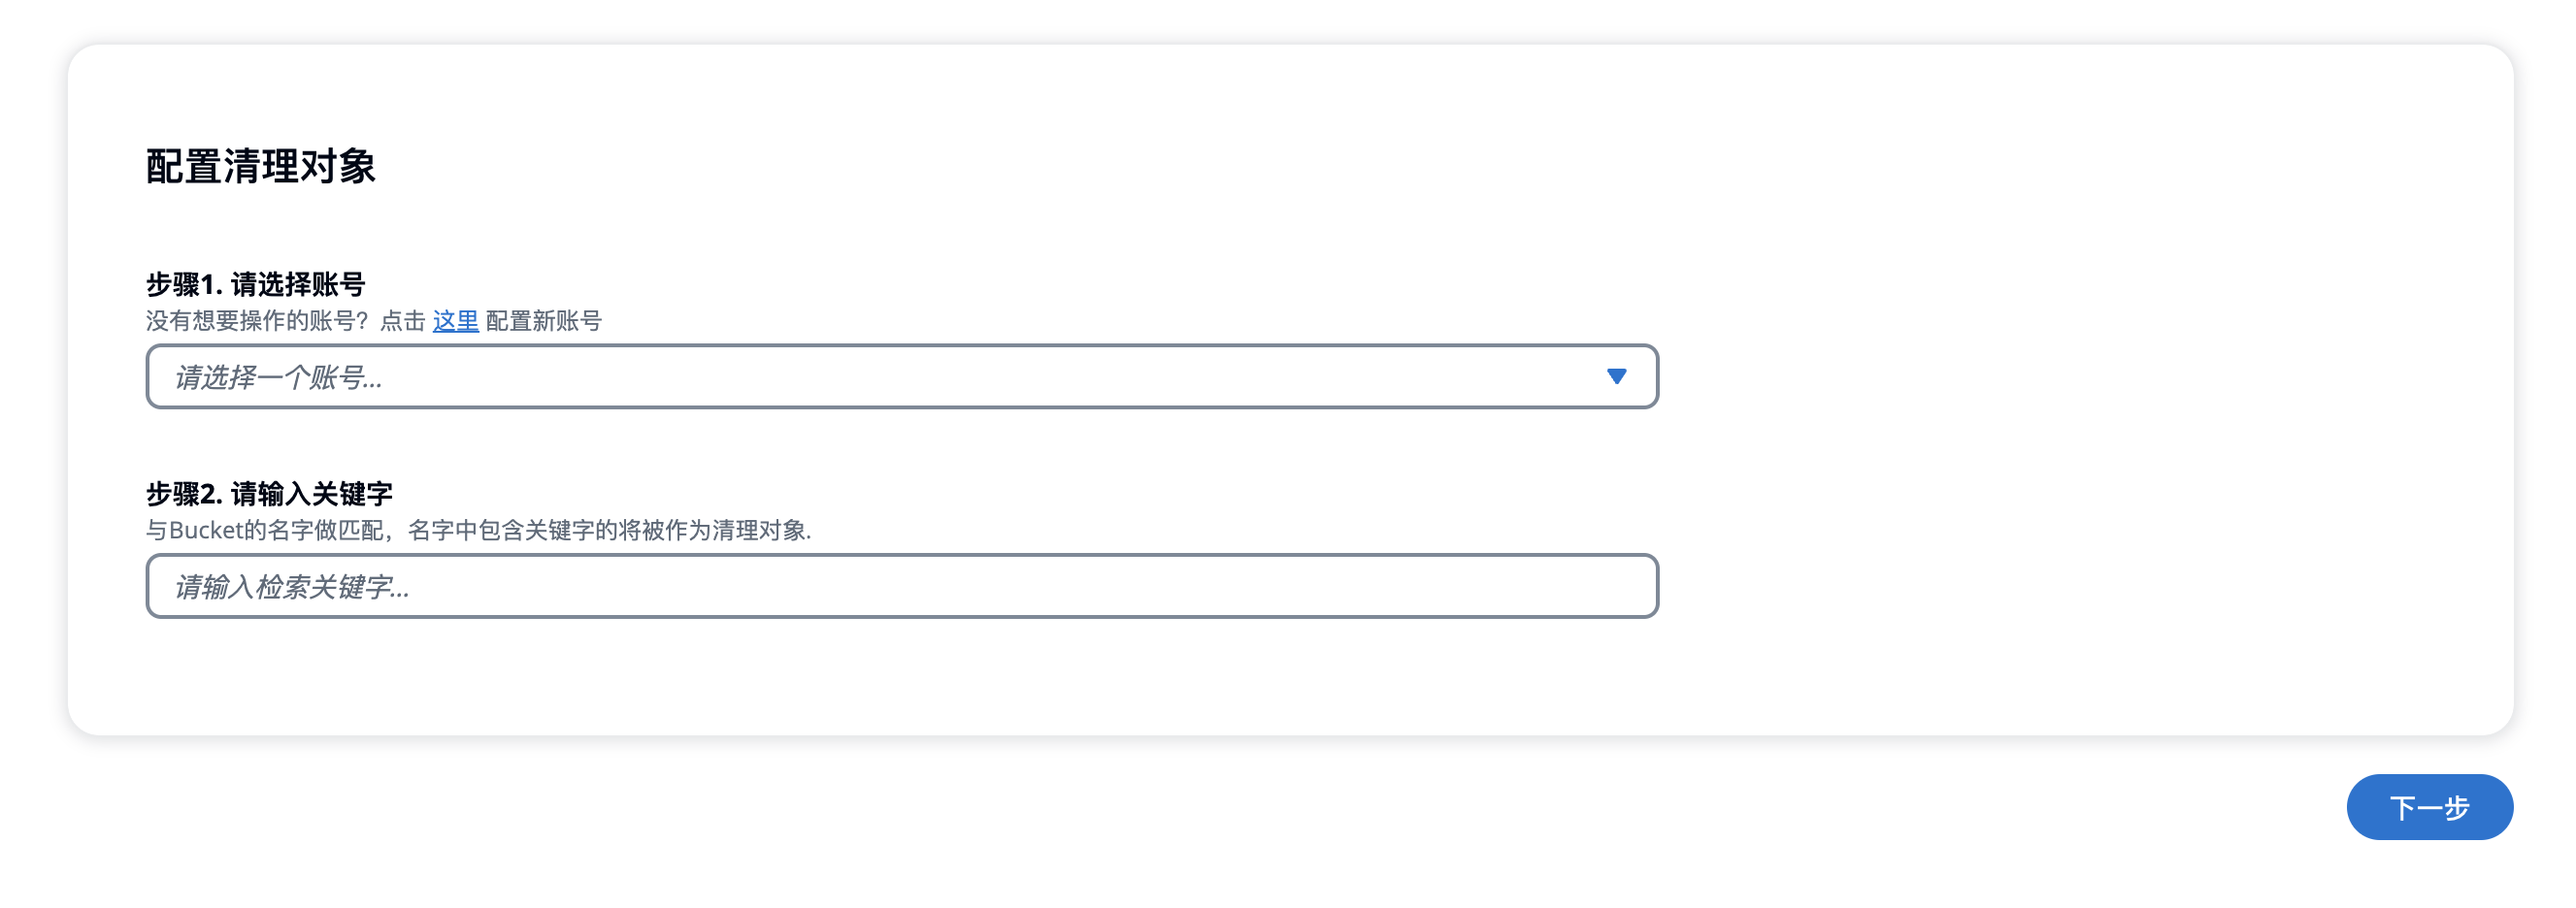 配置清理对象
步骤1. 请选择账号
没有想要操作的账号？点击 这里 配置新账号
请选择一个账号...
步骤2. 请输入关键字
与Bucket的名字做匹配，名字中包含关键字的将被作为清理对象.
请输入检索关键字...
下一步